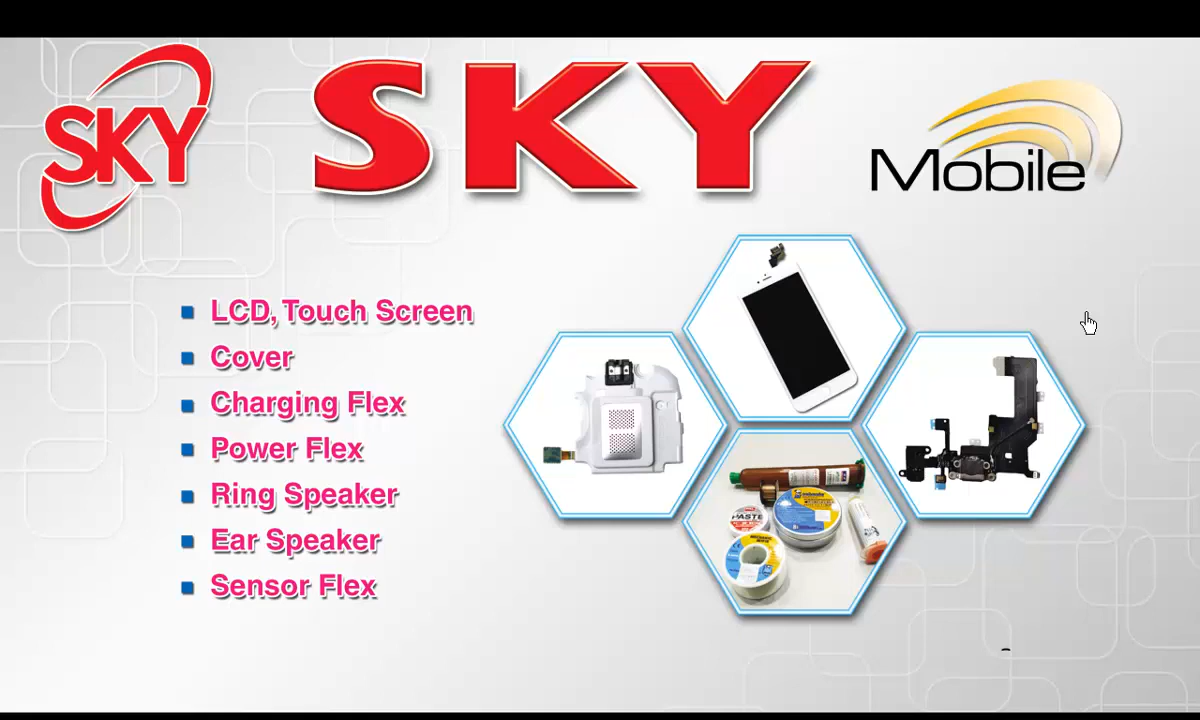 SKY
SKY
Mobile
LCD, Touch Screen
Cover
Charging Flex
Power Flex
Ring Speaker
Ear Speaker
Sensor Flex
PASTE